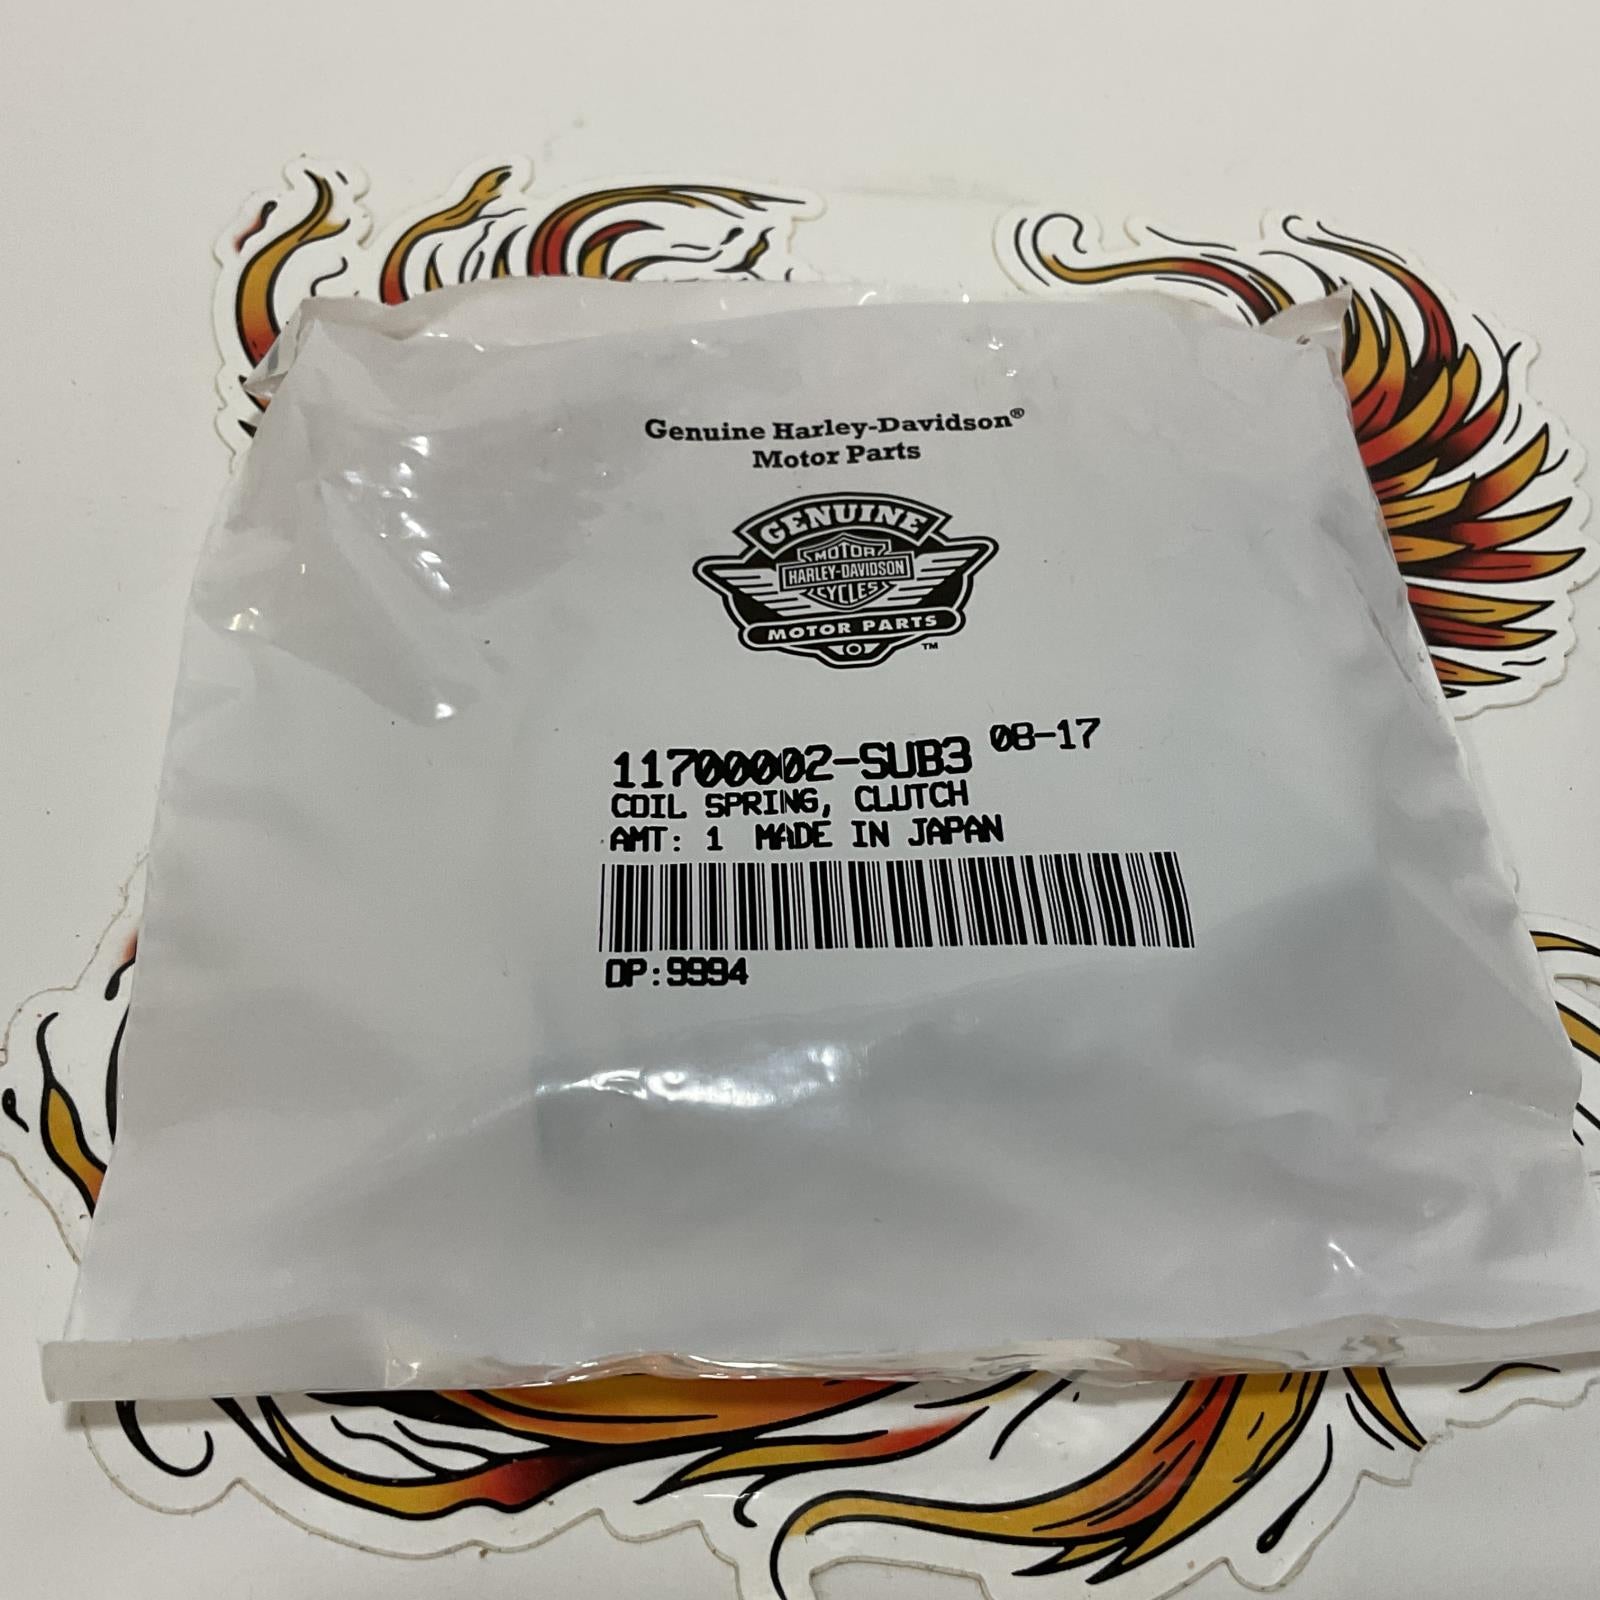 Genuine Harley-Davidson®
Motor Parts
GENUINE
MOTOR
HARLEY-DAVIDSON
CYCLES
MOTOR PARTS
™
11700002-SUB3 08-17
COIL SPRING, CLUTCH
AMT: 1 MADE IN JAPAN
OP:9994